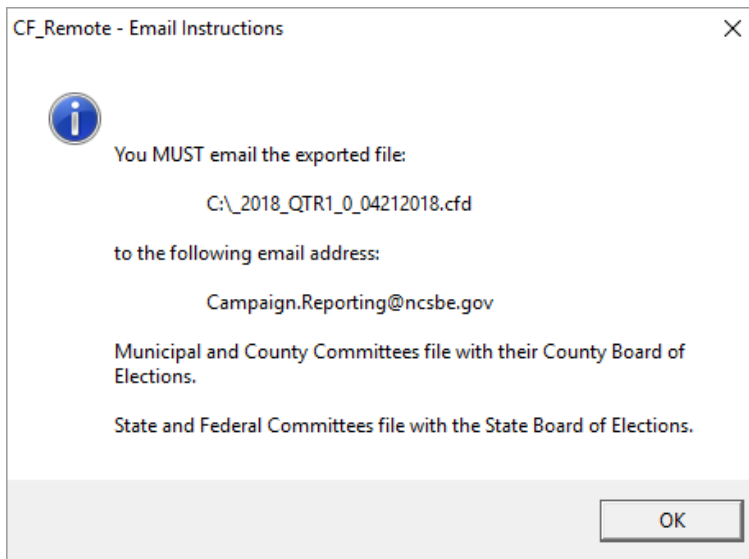 CF_Remote - Email Instructions
You MUST email the exported file:
C:\_2018_QTR1_0_04212018.cfd
to the following email address:
Campaign.Reporting@ncsbe.gov
Municipal and County Committees file with their County Board of
Elections.
State and Federal Committees file with the State Board of Elections.
OK